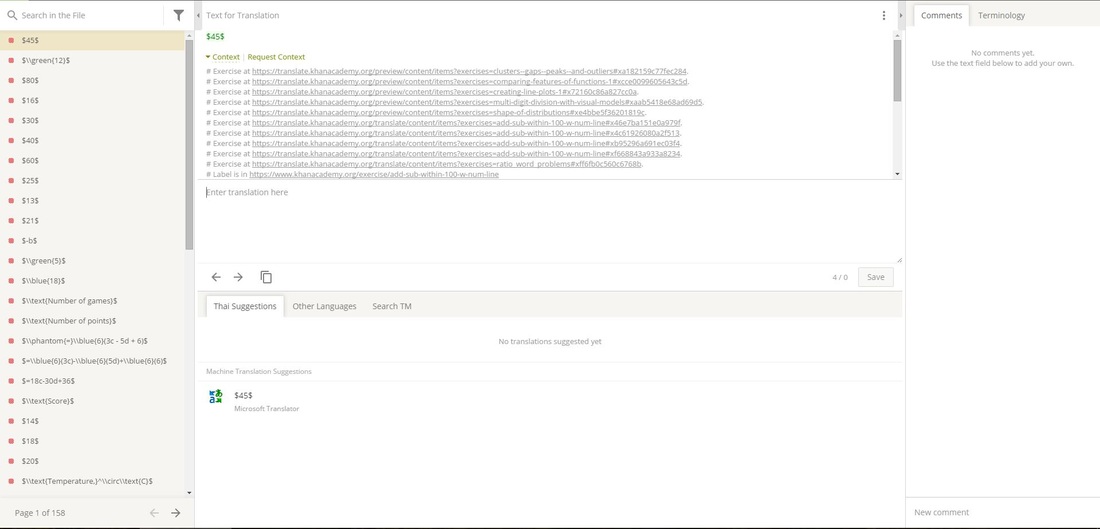 Search in the File
$45$
$\\green{12}$
$80$
$16$
$30$
$40$
$60$
$25$
$13$
$21$
$-b$
$\\green{5}$
$\\blue{18}$
$\\text{Number of games}$
$\\text{Number of points}$
$\\phantom{=}\\blue{6}(3c - 5d + 6)$
$=\\blue{6}(3c)-\\blue{6}(5d)+\\blue{6}(6)$
$=18c-30d+36$
$\\text{Score}$
$14$
$18$
$20$
$\\text{Temperature,}^\\circ\\text{C}$
Page 1 of 158
Text for Translation
$45$
Context | Request Context
# Exercise at https://translate.khanacademy.org/preview/content/items?exercises=clusters--gaps--peaks--and-outliers#xa182159c77fec284.
# Exercise at https://translate.khanacademy.org/preview/content/items?exercises=comparing-features-of-functions-1#xcce0099605643c5d.
# Exercise at https://translate.khanacademy.org/preview/content/items?exercises=creating-line-plots-1#x72160c86a827cc0a.
# Exercise at https://translate.khanacademy.org/preview/content/items?exercises=multi-digit-division-with-visual-models#xaab5418e68ad69d5.
# Exercise at https://translate.khanacademy.org/preview/content/items?exercises=shape-of-distributions#xe4bbe5f36201819c.
# Exercise at https://translate.khanacademy.org/translate/content/items?exercises=add-sub-within-100-w-num-line#x46e7ba151e0a979f.
# Exercise at https://translate.khanacademy.org/translate/content/items?exercises=add-sub-within-100-w-num-line#x4c61926080a2f513.
# Exercise at https://translate.khanacademy.org/translate/content/items?exercises=add-sub-within-100-w-num-line#xb95296a691ec03f4.
# Exercise at https://translate.khanacademy.org/translate/content/items?exercises=add-sub-within-100-w-num-line#xf668843a933a8234.
# Exercise at https://translate.khanacademy.org/translate/content/items?exercises=ratio_word_problems#xff6fb0c560c6768b.
# Label is in https://www.khanacademy.org/exercise/add-sub-within-100-w-num-line
Enter translation here
4 / 0
Save
Thai Suggestions
Other Languages
Search TM
No translations suggested yet
Machine Translation Suggestions
$45$
Microsoft Translator
Comments
Terminology
No comments yet.
Use the text field below to add your own.
New comment